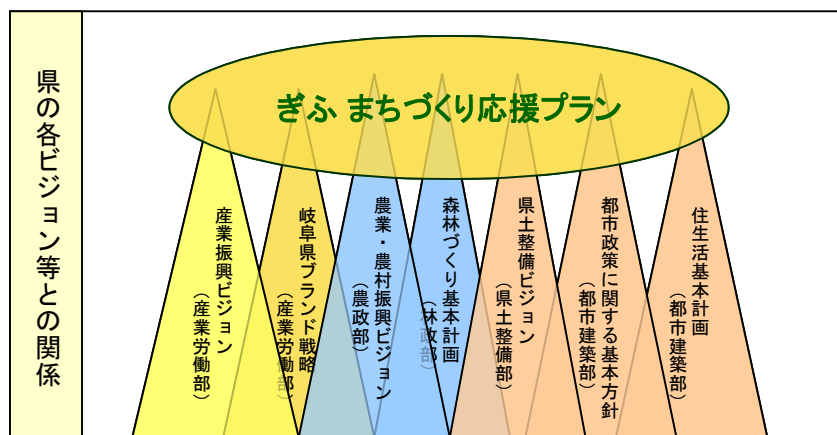 県の各ビジョン等との関係
ぎふ まちづくり応援プラン
産業振興ビジョン
（産業労働部）
岐阜県ブランド戦略
（産業労働部）
農業・農村振興ビジョン
（農政部）
森林づくり基本計画
（林政部）
県土整備ビジョン
（県土整備部）
都市政策に関する基本方針
（都市建築部）
住生活基本計画
（都市建築部）